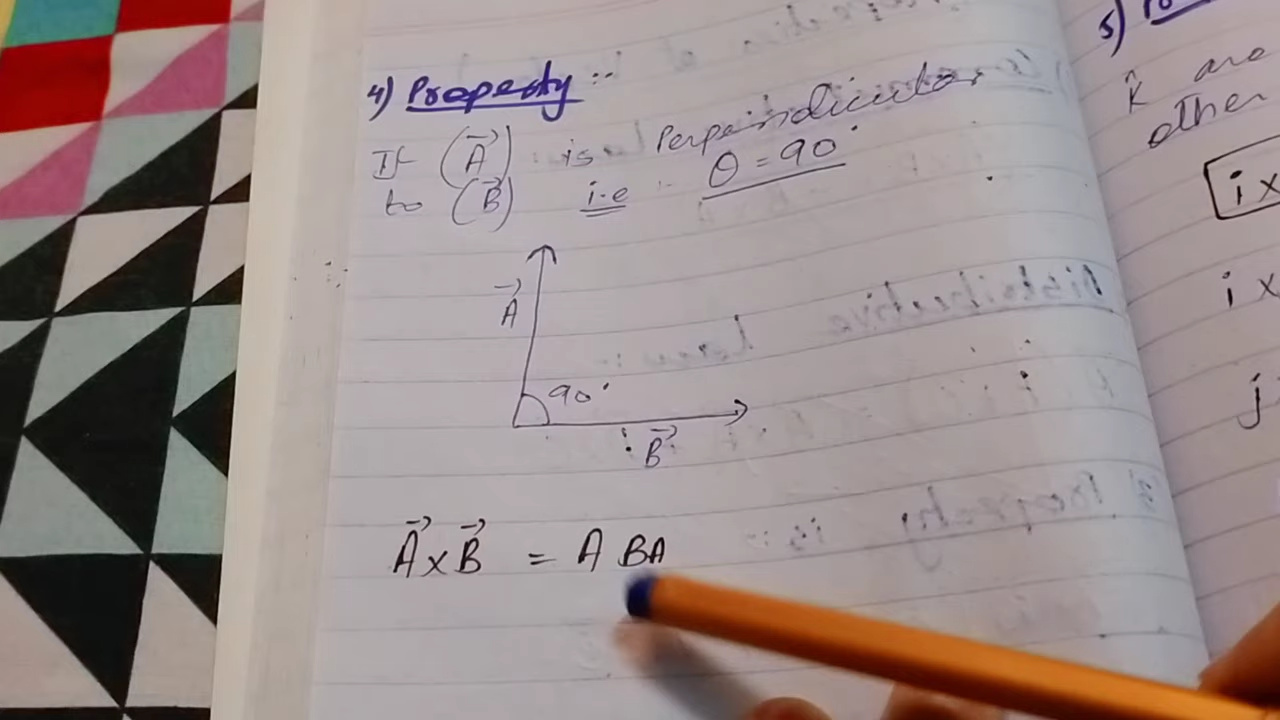 4) Property :-
If (A⃗) is Perpendicular
to (B⃗) i.e θ = 90°
A⃗
90°
B⃗
A⃗ × B⃗ = A BA
5)
k̂ are
other
i ×
i ×
j